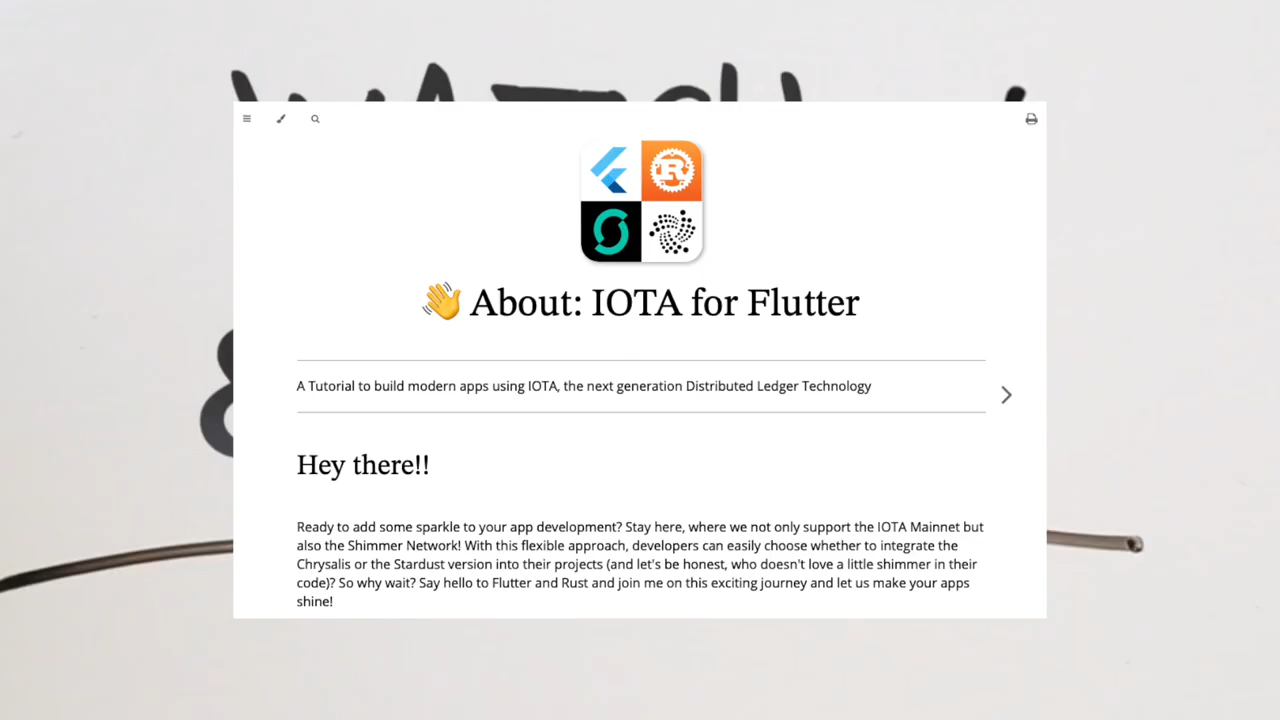 👋 About: IOTA for Flutter
A Tutorial to build modern apps using IOTA, the next generation Distributed Ledger Technology
Hey there!!
Ready to add some sparkle to your app development? Stay here, where we not only support the IOTA Mainnet but
also the Shimmer Network! With this flexible approach, developers can easily choose whether to integrate the
Chrysalis or the Stardust version into their projects (and let's be honest, who doesn't love a little shimmer in their
code)? So why wait? Say hello to Flutter and Rust and join me on this exciting journey and let us make your apps
shine!